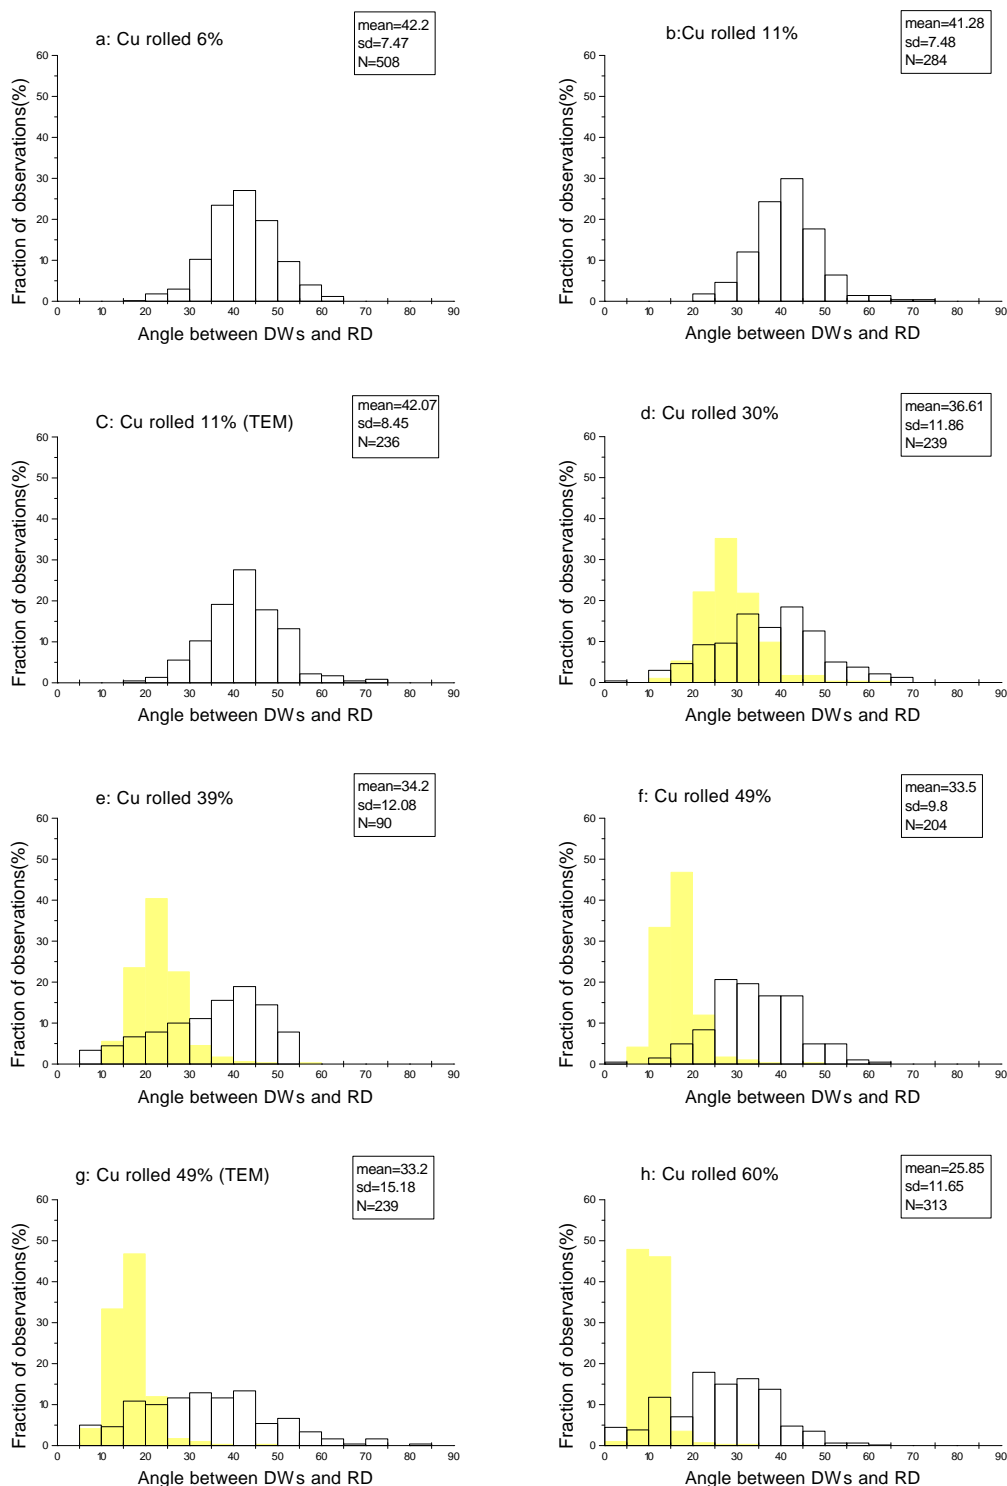 a: Cu rolled 6%
mean=42.2
sd=7.47
N=508
Fraction of observations(%)
60
50
40
30
20
10
0
0 10 20 30 40 50 60 70 80 90
Angle between DWs and RD
b:Cu rolled 11%
mean=41.28
sd=7.48
N=284
Fraction of observations(%)
60
50
40
30
20
10
0
0 10 20 30 40 50 60 70 80 90
Angle between DWs and RD
C: Cu rolled 11% (TEM)
mean=42.07
sd=8.45
N=236
Fraction of observations(%)
60
50
40
30
20
10
0
0 10 20 30 40 50 60 70 80 90
Angle between DWs and RD
d: Cu rolled 30%
mean=36.61
sd=11.86
N=239
Fraction of observations(%)
60
50
40
30
20
10
0
0 10 20 30 40 50 60 70 80 90
Angle between DWs and RD
e: Cu rolled 39%
mean=34.2
sd=12.08
N=90
Fraction of observations(%)
60
50
40
30
20
10
0
0 10 20 30 40 50 60 70 80 90
Angle between DWs and RD
f: Cu rolled 49%
mean=33.5
sd=9.8
N=204
Fraction of observations(%)
60
50
40
30
20
10
0
0 10 20 30 40 50 60 70 80 90
Angle between DWs and RD
g: Cu rolled 49% (TEM)
mean=33.2
sd=15.18
N=239
Fraction of observations(%)
60
50
40
30
20
10
0
0 10 20 30 40 50 60 70 80 90
Angle between DWs and RD
h: Cu rolled 60%
mean=25.85
sd=11.65
N=313
Fraction of observations(%)
60
50
40
30
20
10
0
0 10 20 30 40 50 60 70 80 90
Angle between DWs and RD